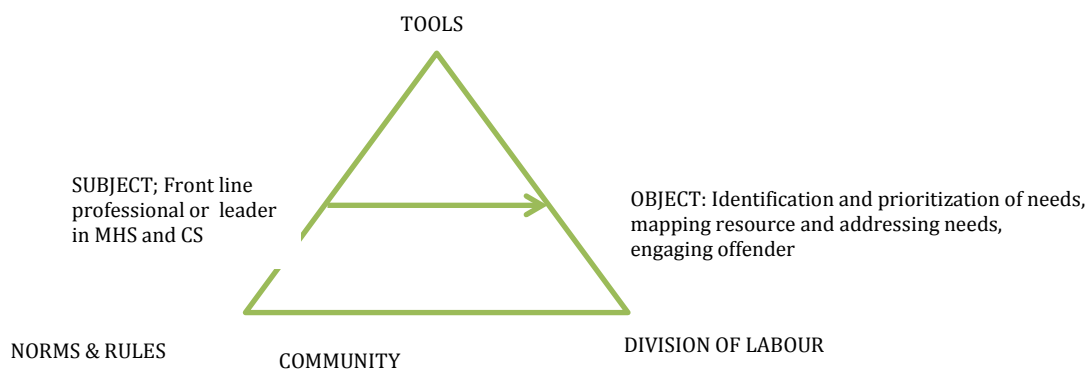 TOOLS
SUBJECT; Front line
professional or leader
in MHS and CS
OBJECT: Identification and prioritization of needs,
mapping resource and addressing needs,
engaging offender
NORMS & RULES
COMMUNITY
DIVISION OF LABOUR